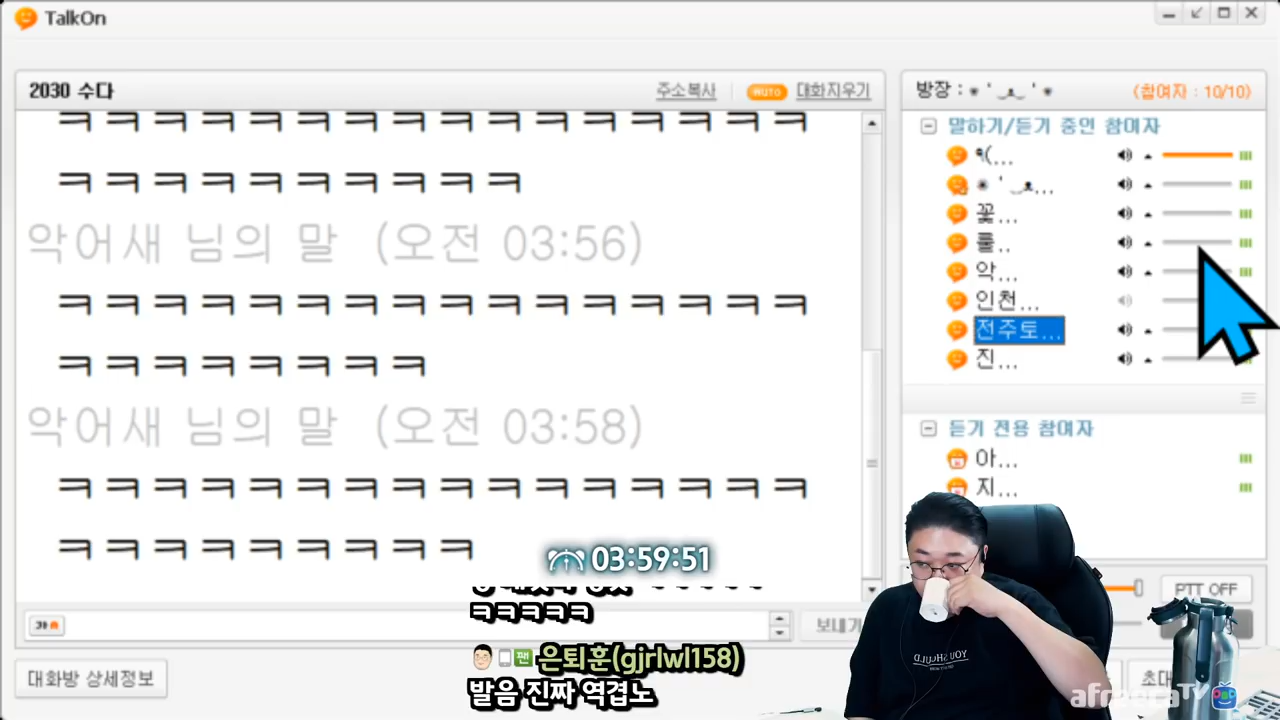 TalkOn
2030 수다
주소복사
AUTO
대화지우기
ㅋㅋㅋㅋㅋㅋㅋㅋㅋㅋㅋㅋㅋㅋㅋㅋ
ㅋㅋㅋㅋㅋㅋㅋㅋㅋㅋ
악어새 님의 말 (오전 03:56)
ㅋㅋㅋㅋㅋㅋㅋㅋㅋㅋㅋㅋㅋㅋㅋㅋ
ㅋㅋㅋㅋㅋㅋㅋㅋ
악어새 님의 말 (오전 03:58)
ㅋㅋㅋㅋㅋㅋㅋㅋㅋㅋㅋㅋㅋㅋㅋㅋ
ㅋㅋㅋㅋㅋㅋㅋㅋㅋ
03:59:51
ㅋㅋㅋㅋㅋ
팬 은퇴훈(gjrlwl158)
발음 진짜 역겹노
가
보내기
대화방 상세정보
방장 :
(참여자 : 10/10)
말하기/듣기 중인 참여자
꽃...
룰..
악...
인천...
전주토...
진...
듣기 전용 참여자
아...
지...
PTT OFF
초대
YOU SHOULD
afreecaTV